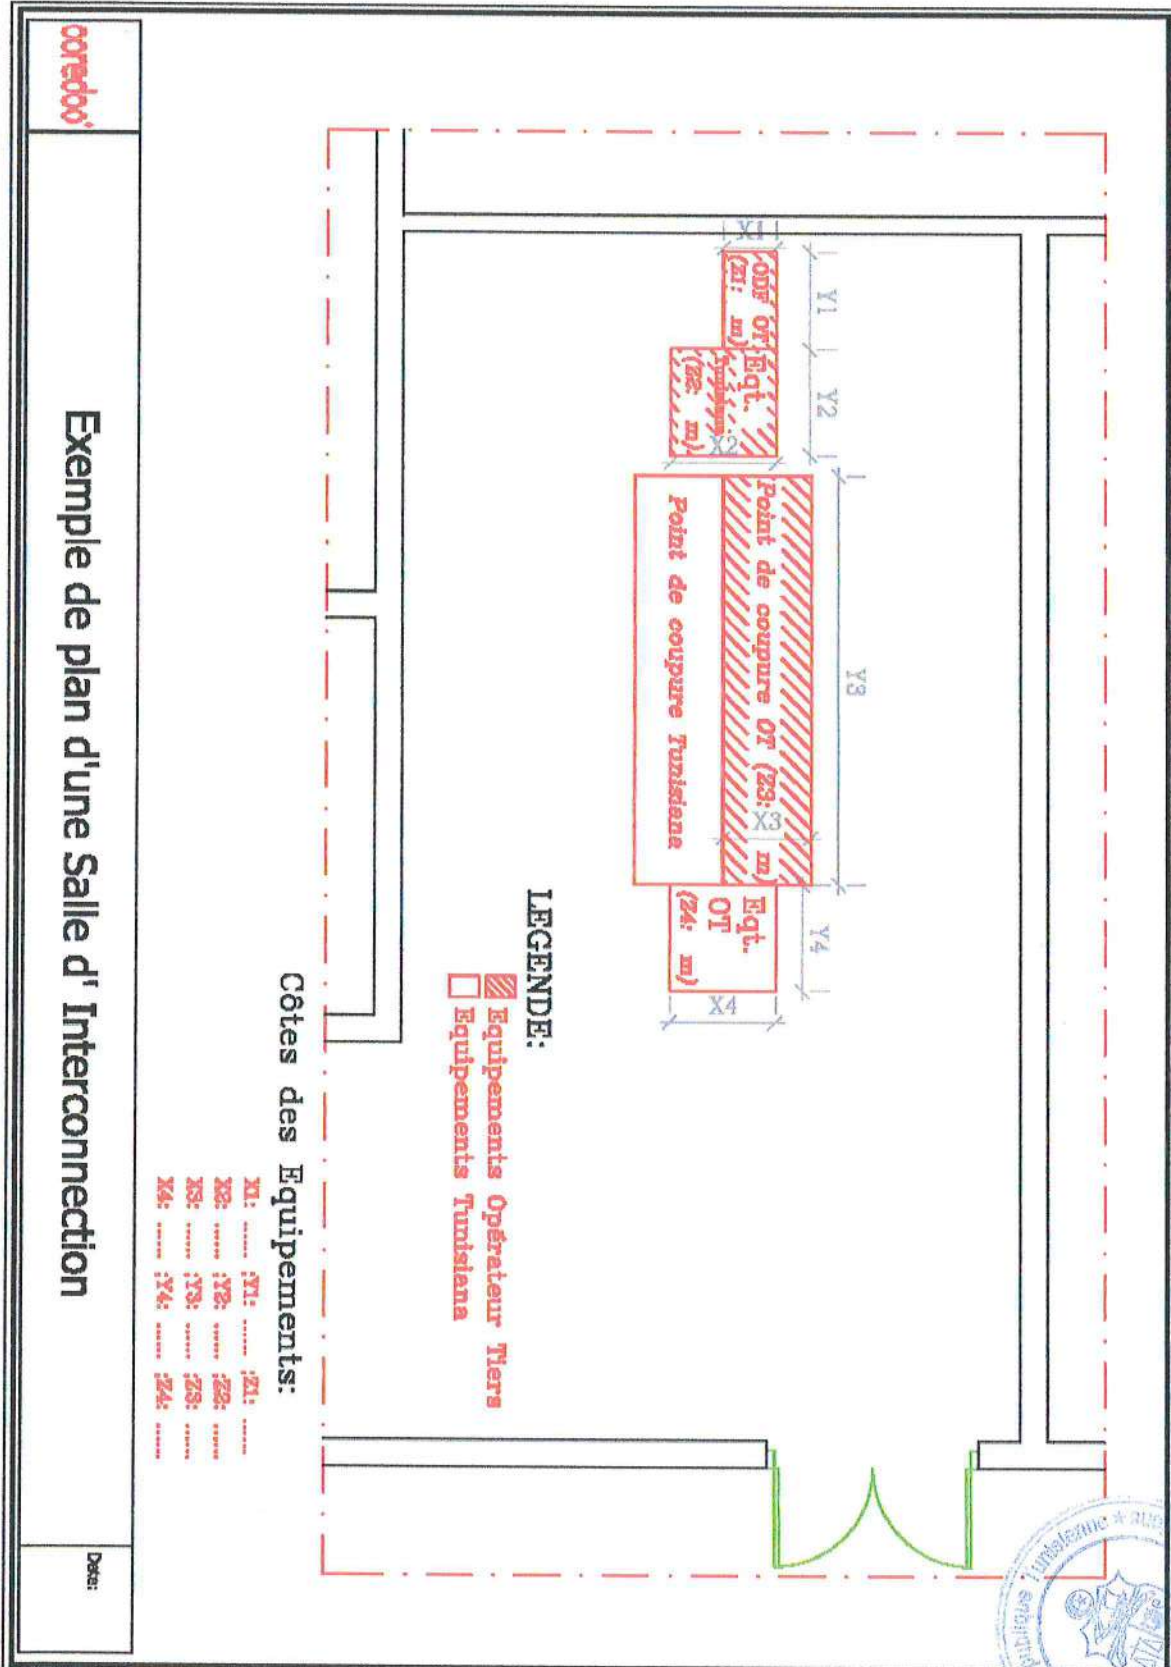 X1
Y1
Y2
Y3
Y4
ODF OT
(Z1: m)
Eqt.
Tunisiana
(Z2: m)
X2
Point de coupure OT (Z3: m)
X3
Point de coupure Tunisiana
Eqt.
OT
(Z4: m)
X4
LEGENDE:
Equipements Opérateur Tiers
Equipements Tunisiana
Côtes des Equipements:
X1: ...... ;Y1: ...... ;Z1: ......
X2: ...... ;Y2: ...... ;Z2: ......
X3: ...... ;Y3: ...... ;Z3: ......
X4: ...... ;Y4: ...... ;Z4: ......
ooredoo'
Exemple de plan d'une Salle d' Interconnection
Date:
Tunisienne *